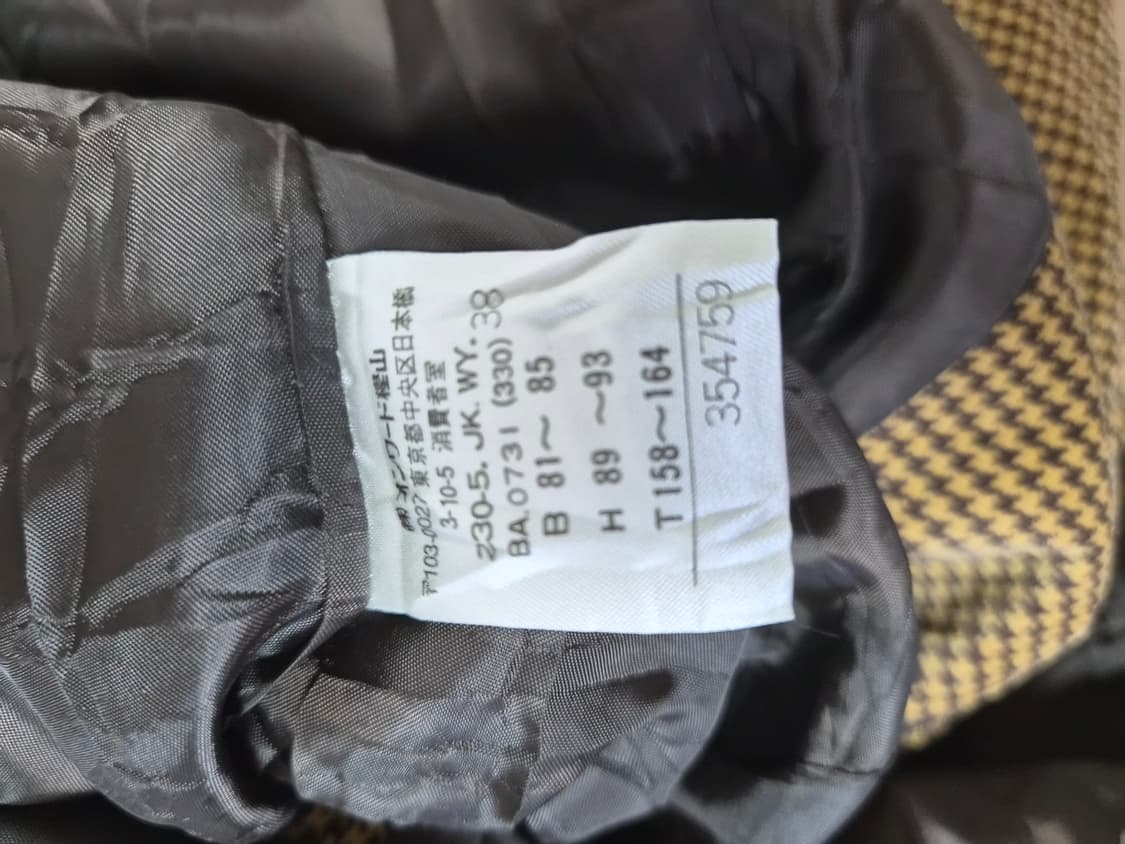 ㈱オンワード樫山
〒103-0027 東京都中央区日本橋
3-10-5 消費者室
230-5. JK. WY. 38
BA.0731 (330)
B 81〜 85
H 89 〜93
T158〜164
354759